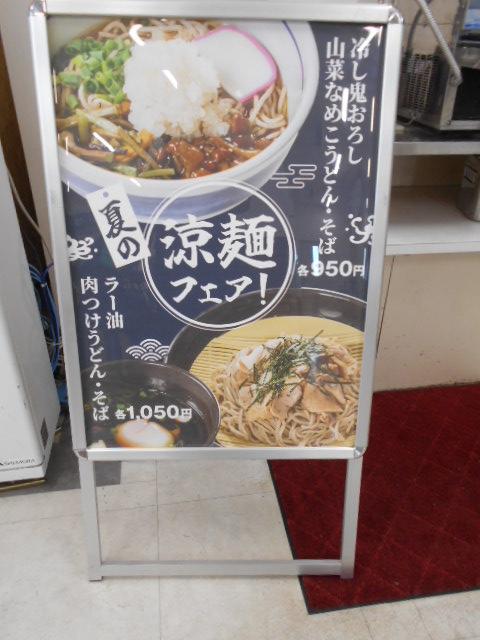 冷し鬼おろし
山菜なめこうどん・そば
各950円
夏の
涼麺
フェア!
ラー油
肉つけうどん・そば
各1,050円